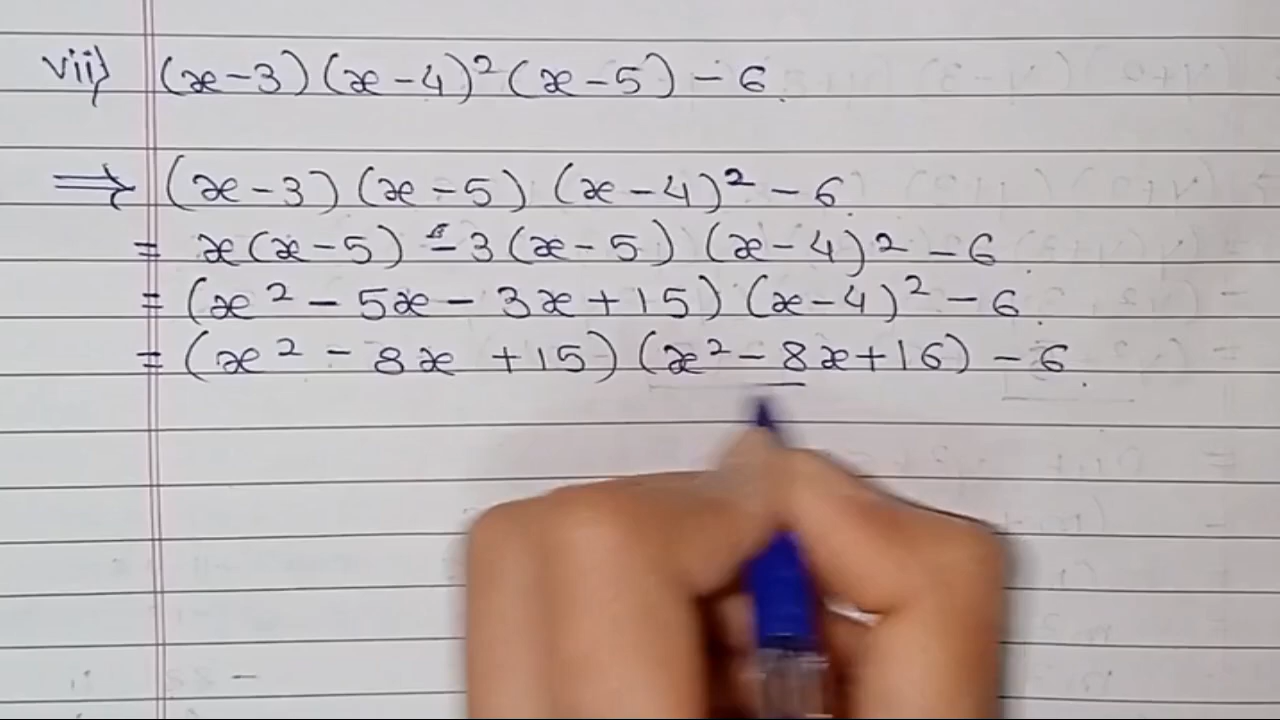 vii) (x-3)(x-4)²(x-5)-6
⇒ (x-3)(x-5)(x-4)²-6
= x(x-5)-3(x-5)(x-4)²-6
= (x²-5x-3x+15)(x-4)²-6
= (x²-8x+15)(x²-8x+16)-6